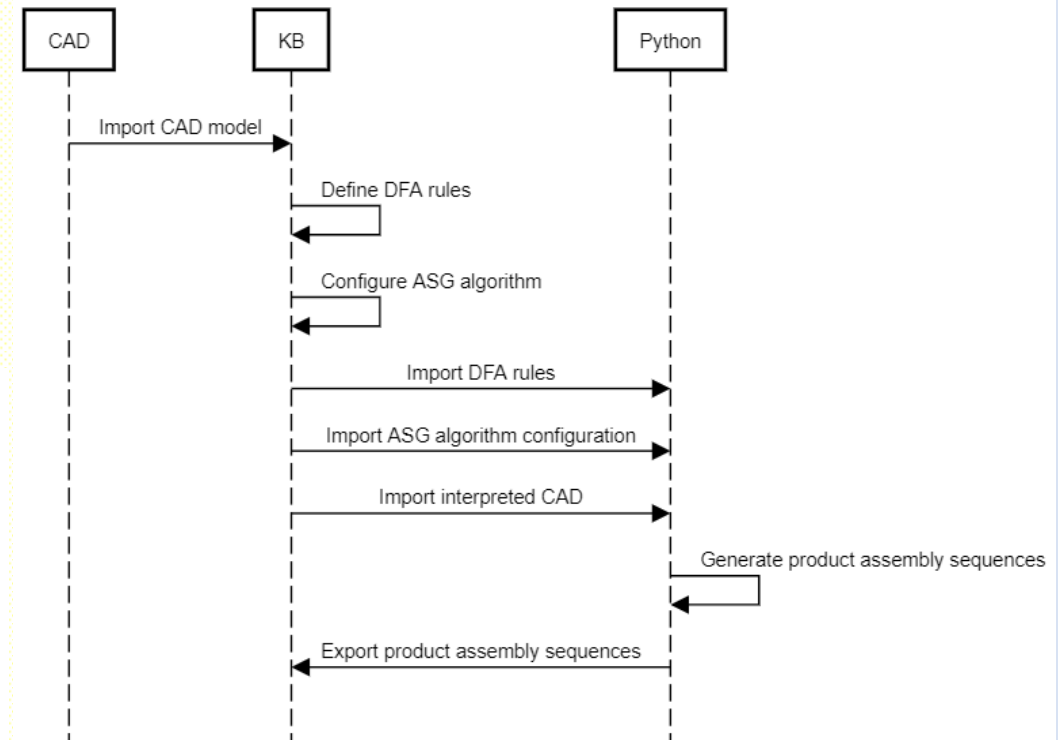 CAD
KB
Python
Import CAD model
Define DFA rules
Configure ASG algorithm
Import DFA rules
Import ASG algorithm configuration
Import interpreted CAD
Generate product assembly sequences
Export product assembly sequences